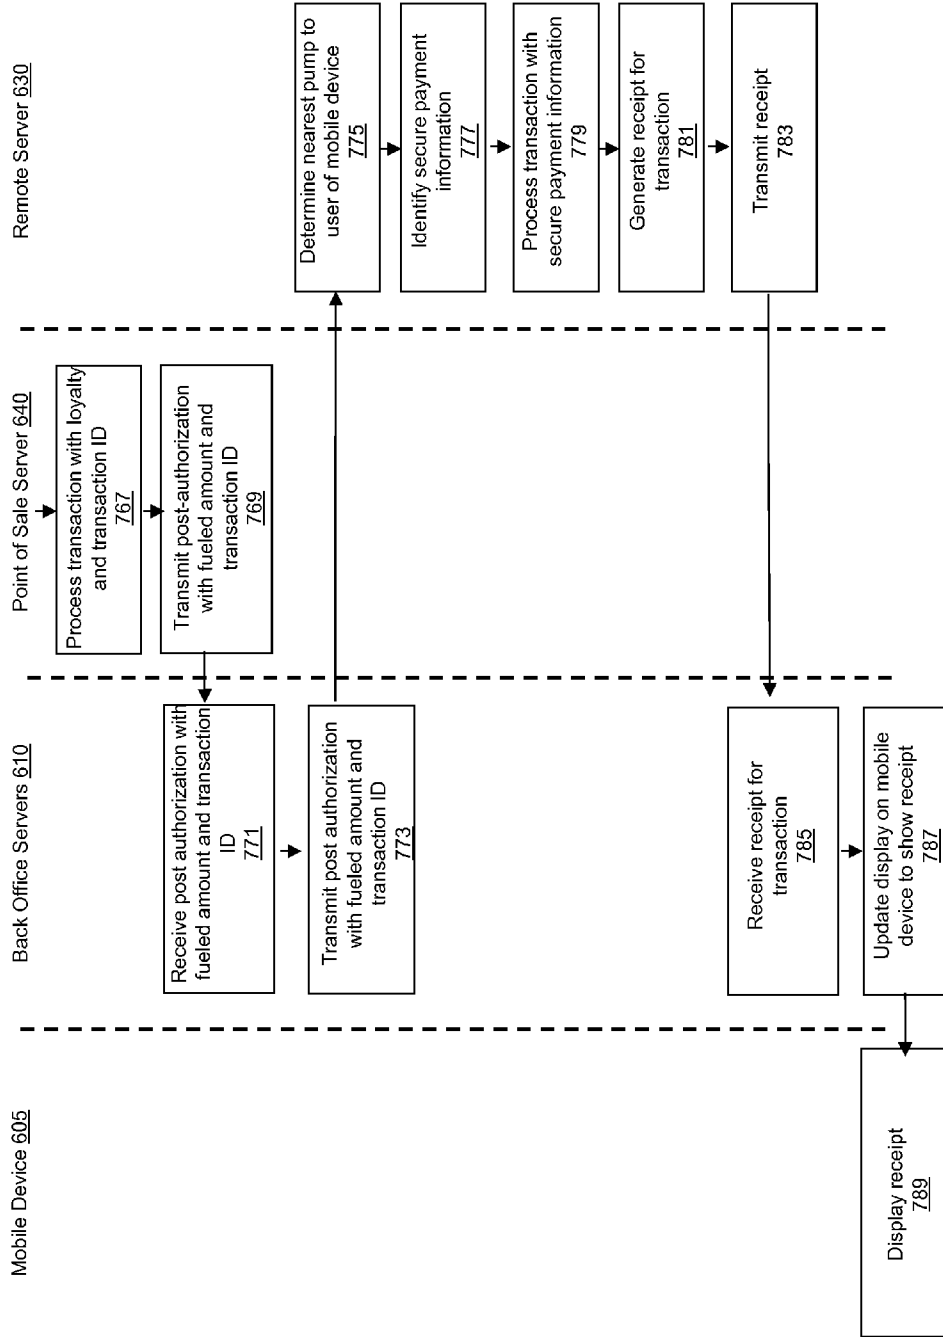 Mobile Device 605
Back Office Servers 610
Point of Sale Server 640
Remote Server 630
Process transaction with loyalty
and transaction ID
767
Transmit post-authorization
with fueled amount and
transaction ID
769
Receive post authorization with
fueled amount and transaction
ID
771
Transmit post authorization
with fueled amount and
transaction ID
773
Determine nearest pump to
user of mobile device
775
Identify secure payment
information
777
Process transaction with
secure payment information
779
Generate receipt for
transaction
781
Transmit receipt
783
Receive receipt for
transaction
785
Update display on mobile
device to show receipt
787
Display receipt
789